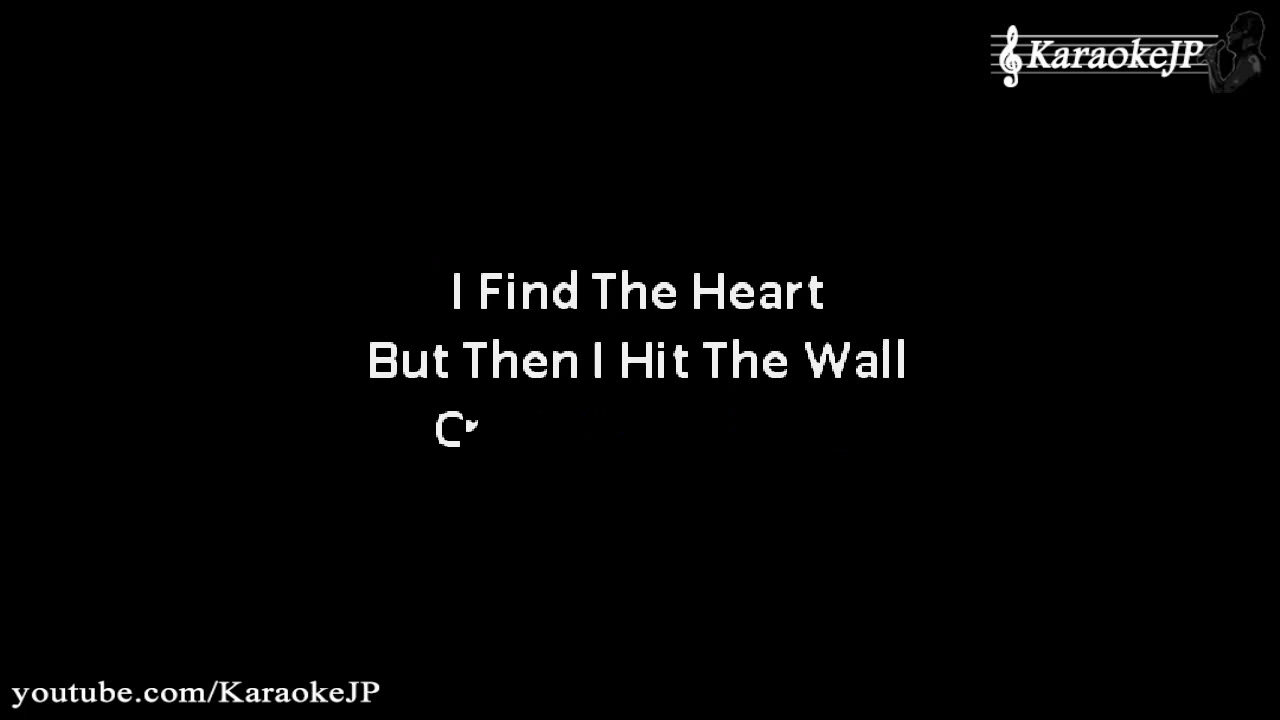 KaraokeJP
I Find The Heart
But Then I Hit The Wall
C
youtube.com/KaraokeJP